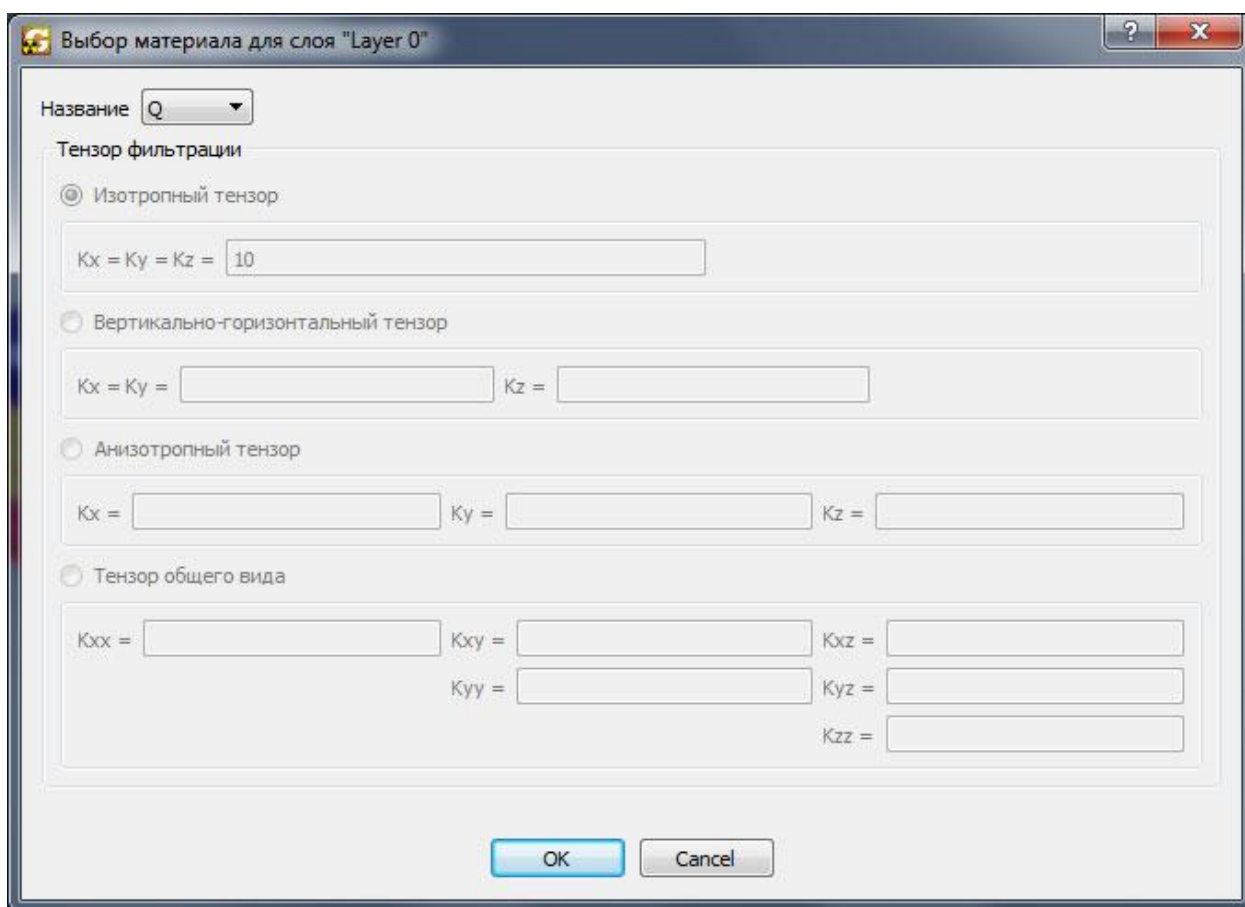 Выбор материала для слоя "Layer 0"
Название Q
Тензор фильтрации
Изотропный тензор
Kx = Ky = Kz = 10
Вертикально-горизонтальный тензор
Kx = Ky = Kz =
Анизотропный тензор
Kx = Ky = Kz =
Тензор общего вида
Kxx = Kxy = Kxz =
Kyy = Kyz =
Kzz =
OK Cancel